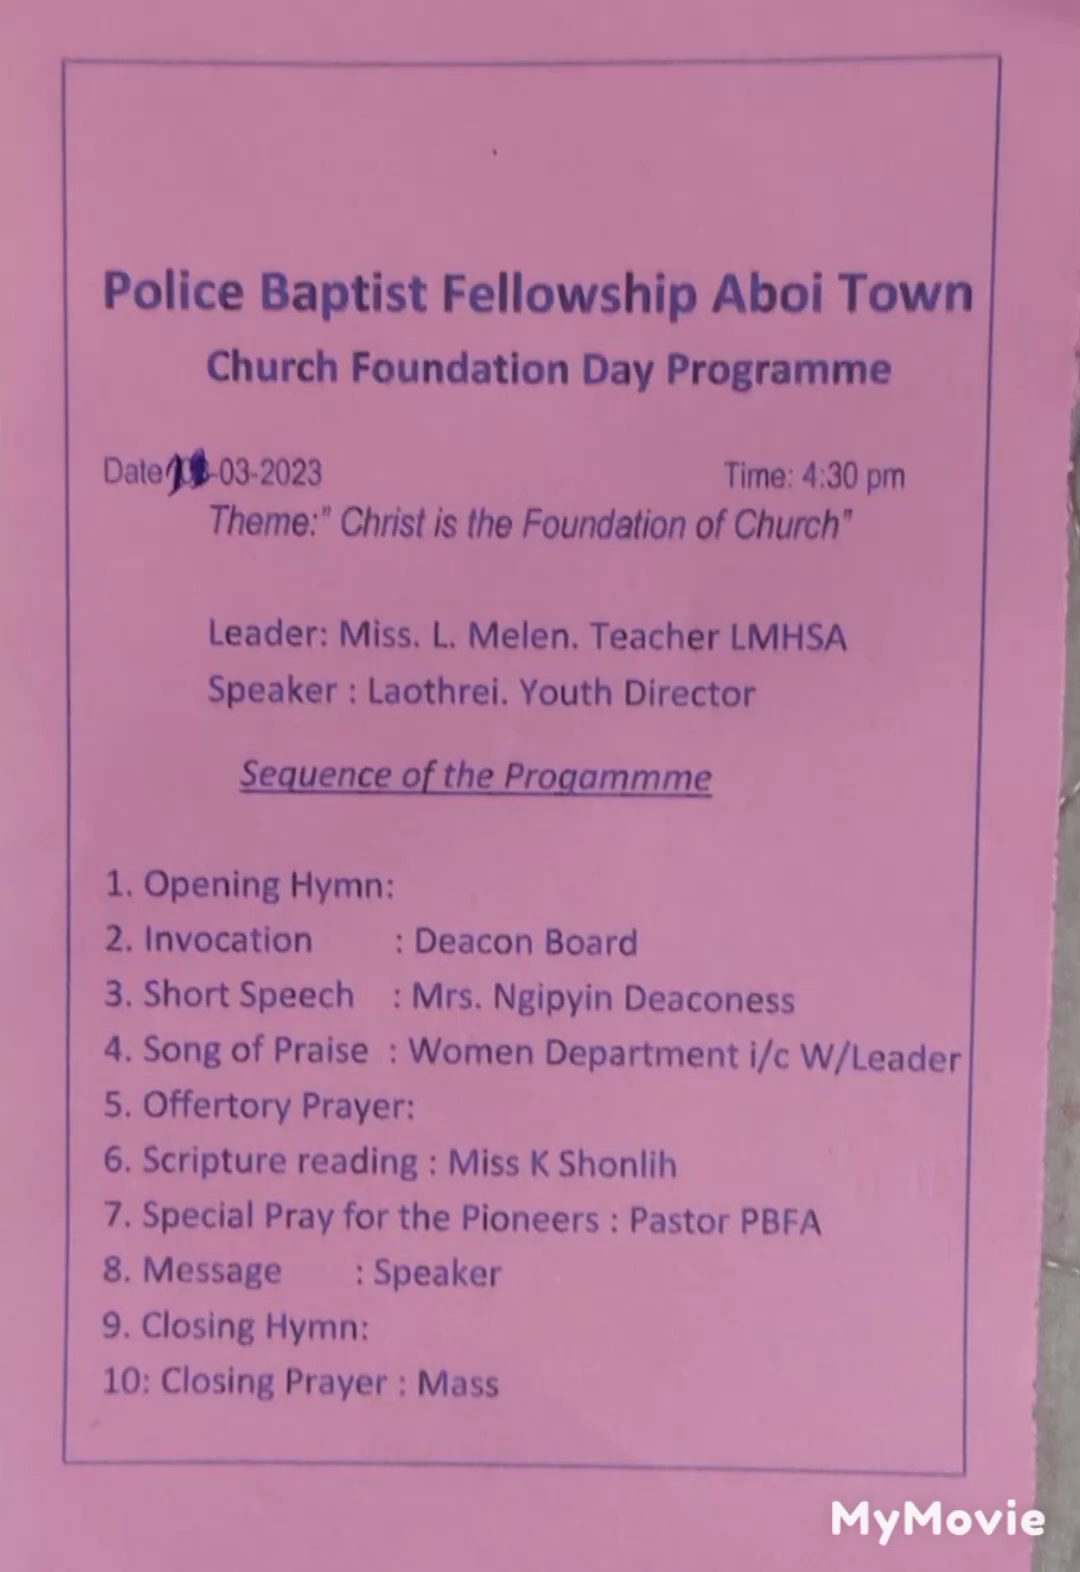 Police Baptist Fellowship Aboi Town
Church Foundation Day Programme
Date -03-2023 Time: 4:30 pm
Theme:" Christ is the Foundation of Church"
Leader: Miss. L. Melen. Teacher LMHSA
Speaker : Laothrei. Youth Director
Sequence of the Progammme
1. Opening Hymn:
2. Invocation : Deacon Board
3. Short Speech : Mrs. Ngipyin Deaconess
4. Song of Praise : Women Department i/c W/Leader
5. Offertory Prayer:
6. Scripture reading : Miss K Shonlih
7. Special Pray for the Pioneers : Pastor PBFA
8. Message : Speaker
9. Closing Hymn:
10: Closing Prayer : Mass
MyMovie